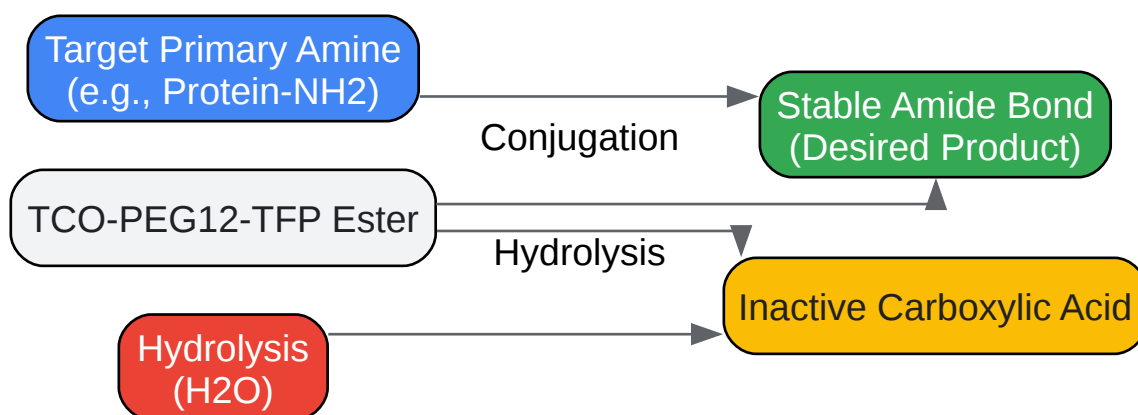 Target Primary Amine
(e.g., Protein-NH2)
Conjugation
Stable Amide Bond
(Desired Product)
TCO-PEG12-TFP Ester
Hydrolysis
Inactive Carboxylic Acid
Hydrolysis
(H2O)